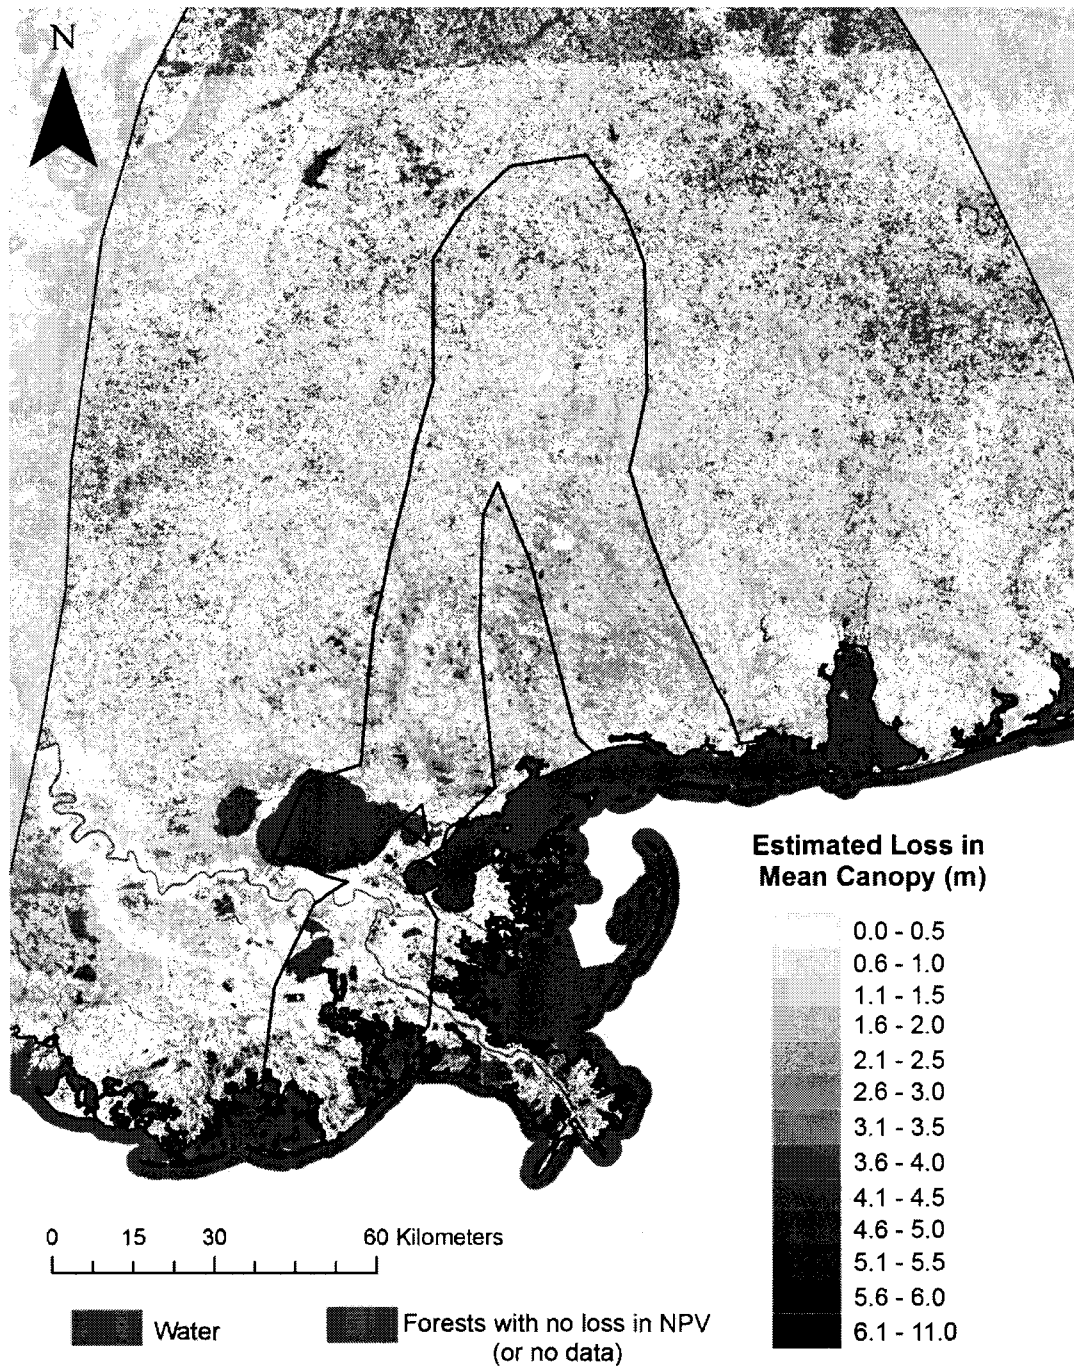 N
Estimated Loss in
Mean Canopy (m)
0.0 - 0.5
0.6 - 1.0
1.1 - 1.5
1.6 - 2.0
2.1 - 2.5
2.6 - 3.0
3.1 - 3.5
3.6 - 4.0
4.1 - 4.5
4.6 - 5.0
5.1 - 5.5
5.6 - 6.0
6.1 - 11.0
0 15 30 60 Kilometers
Water
Forests with no loss in NPV
(or no data)